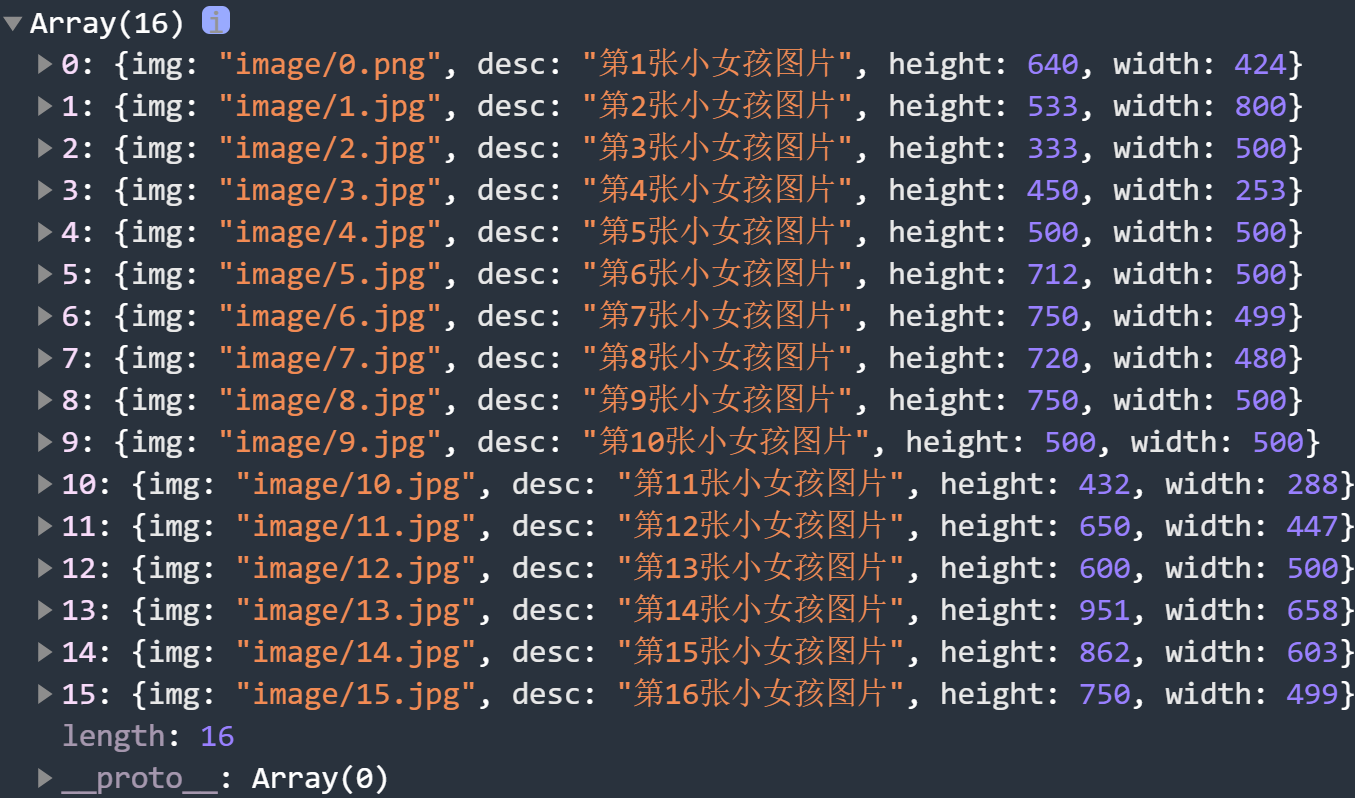 Array(16) i
0: {img: "image/0.png", desc: "第1张小女孩图片", height: 640, width: 424}
1: {img: "image/1.jpg", desc: "第2张小女孩图片", height: 533, width: 800}
2: {img: "image/2.jpg", desc: "第3张小女孩图片", height: 333, width: 500}
3: {img: "image/3.jpg", desc: "第4张小女孩图片", height: 450, width: 253}
4: {img: "image/4.jpg", desc: "第5张小女孩图片", height: 500, width: 500}
5: {img: "image/5.jpg", desc: "第6张小女孩图片", height: 712, width: 500}
6: {img: "image/6.jpg", desc: "第7张小女孩图片", height: 750, width: 499}
7: {img: "image/7.jpg", desc: "第8张小女孩图片", height: 720, width: 480}
8: {img: "image/8.jpg", desc: "第9张小女孩图片", height: 750, width: 500}
9: {img: "image/9.jpg", desc: "第10张小女孩图片", height: 500, width: 500}
10: {img: "image/10.jpg", desc: "第11张小女孩图片", height: 432, width: 288}
11: {img: "image/11.jpg", desc: "第12张小女孩图片", height: 650, width: 447}
12: {img: "image/12.jpg", desc: "第13张小女孩图片", height: 600, width: 500}
13: {img: "image/13.jpg", desc: "第14张小女孩图片", height: 951, width: 658}
14: {img: "image/14.jpg", desc: "第15张小女孩图片", height: 862, width: 603}
15: {img: "image/15.jpg", desc: "第16张小女孩图片", height: 750, width: 499}
length: 16
__proto__: Array(0)